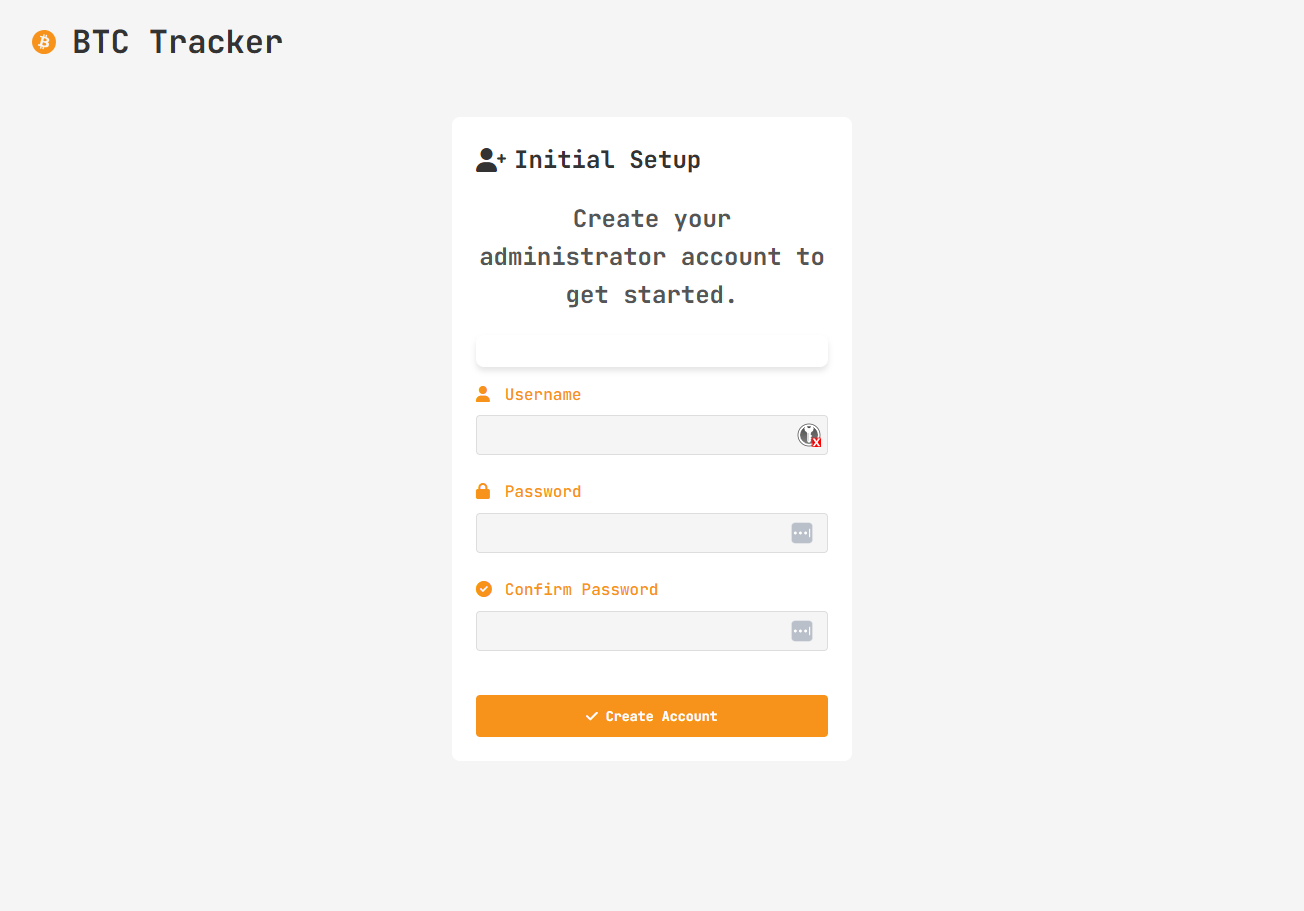 BTC Tracker
Initial Setup
Create your
administrator account to
get started.
Username
Password
Confirm Password
Create Account